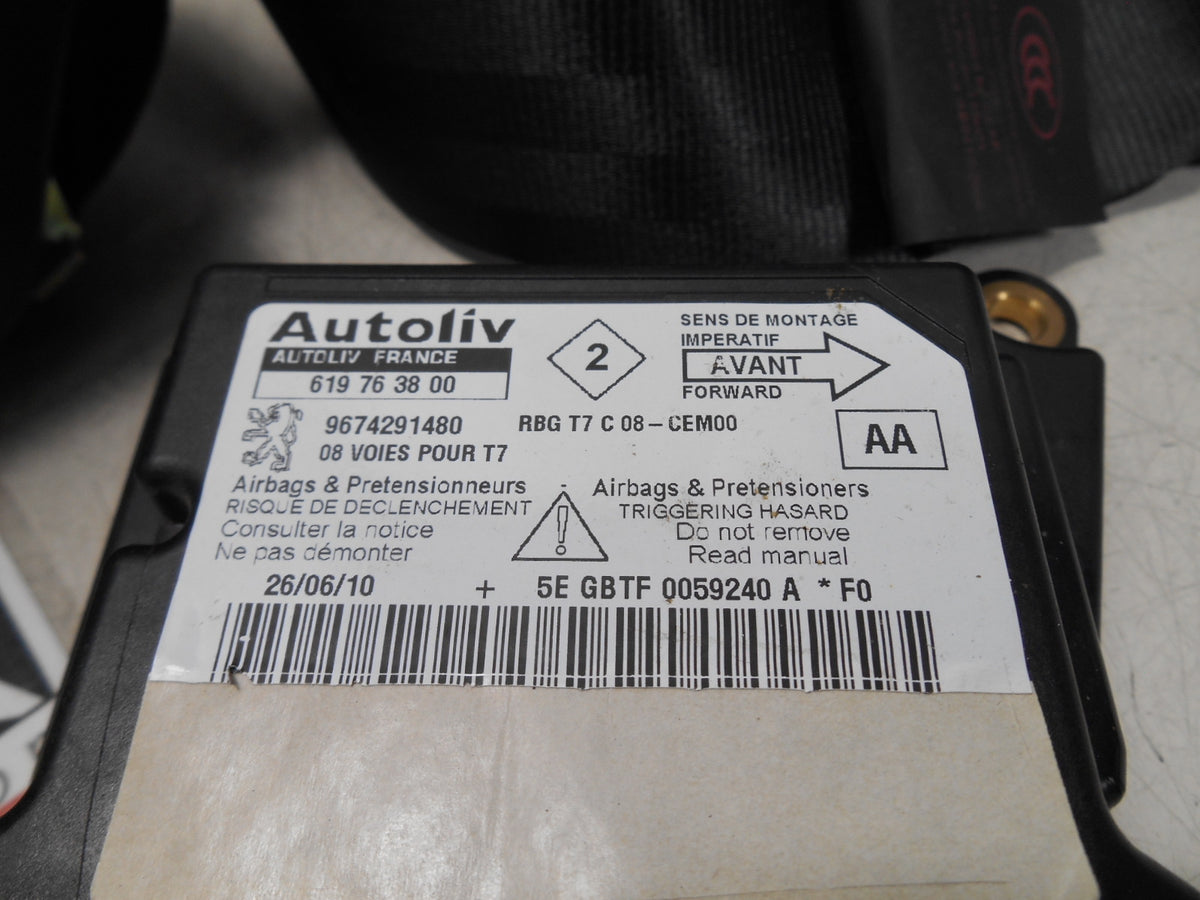 Autoliv
AUTOLIV FRANCE
619 76 38 00
2
SENS DE MONTAGE
IMPERATIF
AVANT
FORWARD
9674291480
RBG T7 C 08-CEM00
08 VOIES POUR T7
AA
Airbags & Pretensionneurs
RISQUE DE DECLENCHEMENT
Consulter la notice
Ne pas démonter
!
Airbags & Pretensioners
TRIGGERING HASARD
Do not remove
Read manual
26/06/10 + 5E GBTF 0059240 A * F0
CCC